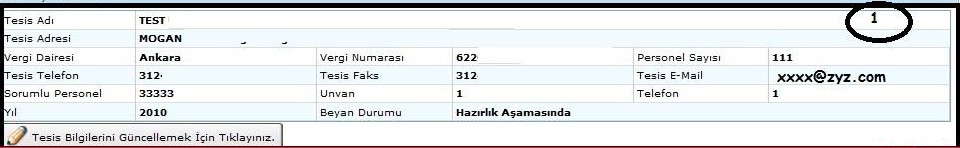 Tesis Adı TEST 1
Tesis Adresi MOGAN
Vergi Dairesi Ankara Vergi Numarası 622 Personel Sayısı 111
Tesis Telefon 312 Tesis Faks 312 Tesis E-Mail xxxx@zyz.com
Sorumlu Personel 33333 Unvan 1 Telefon 1
Yıl 2010 Beyan Durumu Hazırlık Aşamasında
Tesis Bilgilerini Güncellemek İçin Tıklayınız.